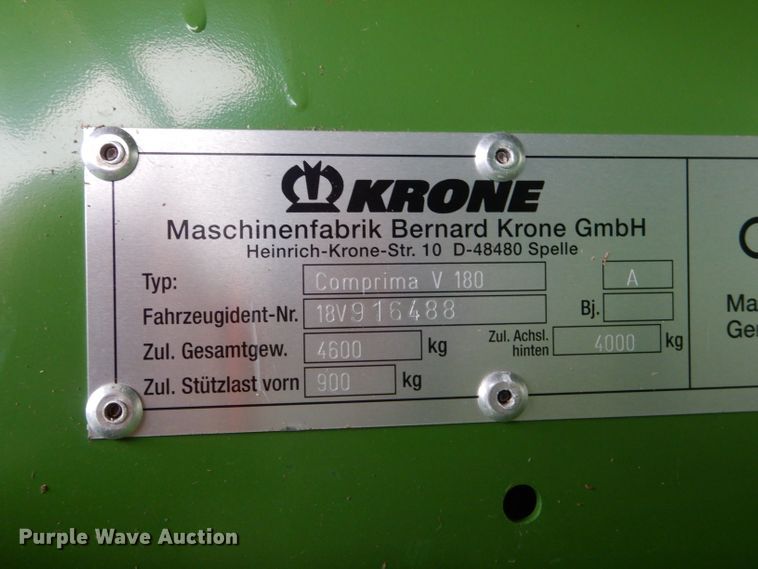 KRONE
Maschinenfabrik Bernard Krone GmbH
Heinrich-Krone-Str. 10 D-48480 Spelle
Typ: Comprima V 180 A
Fahrzeugident-Nr. 18V916488 Bj.
Zul. Gesamtgew. 4600 kg Zul. Achsl. hinten 4000 kg
Zul. Stützlast vorn 900 kg
Purple Wave Auction